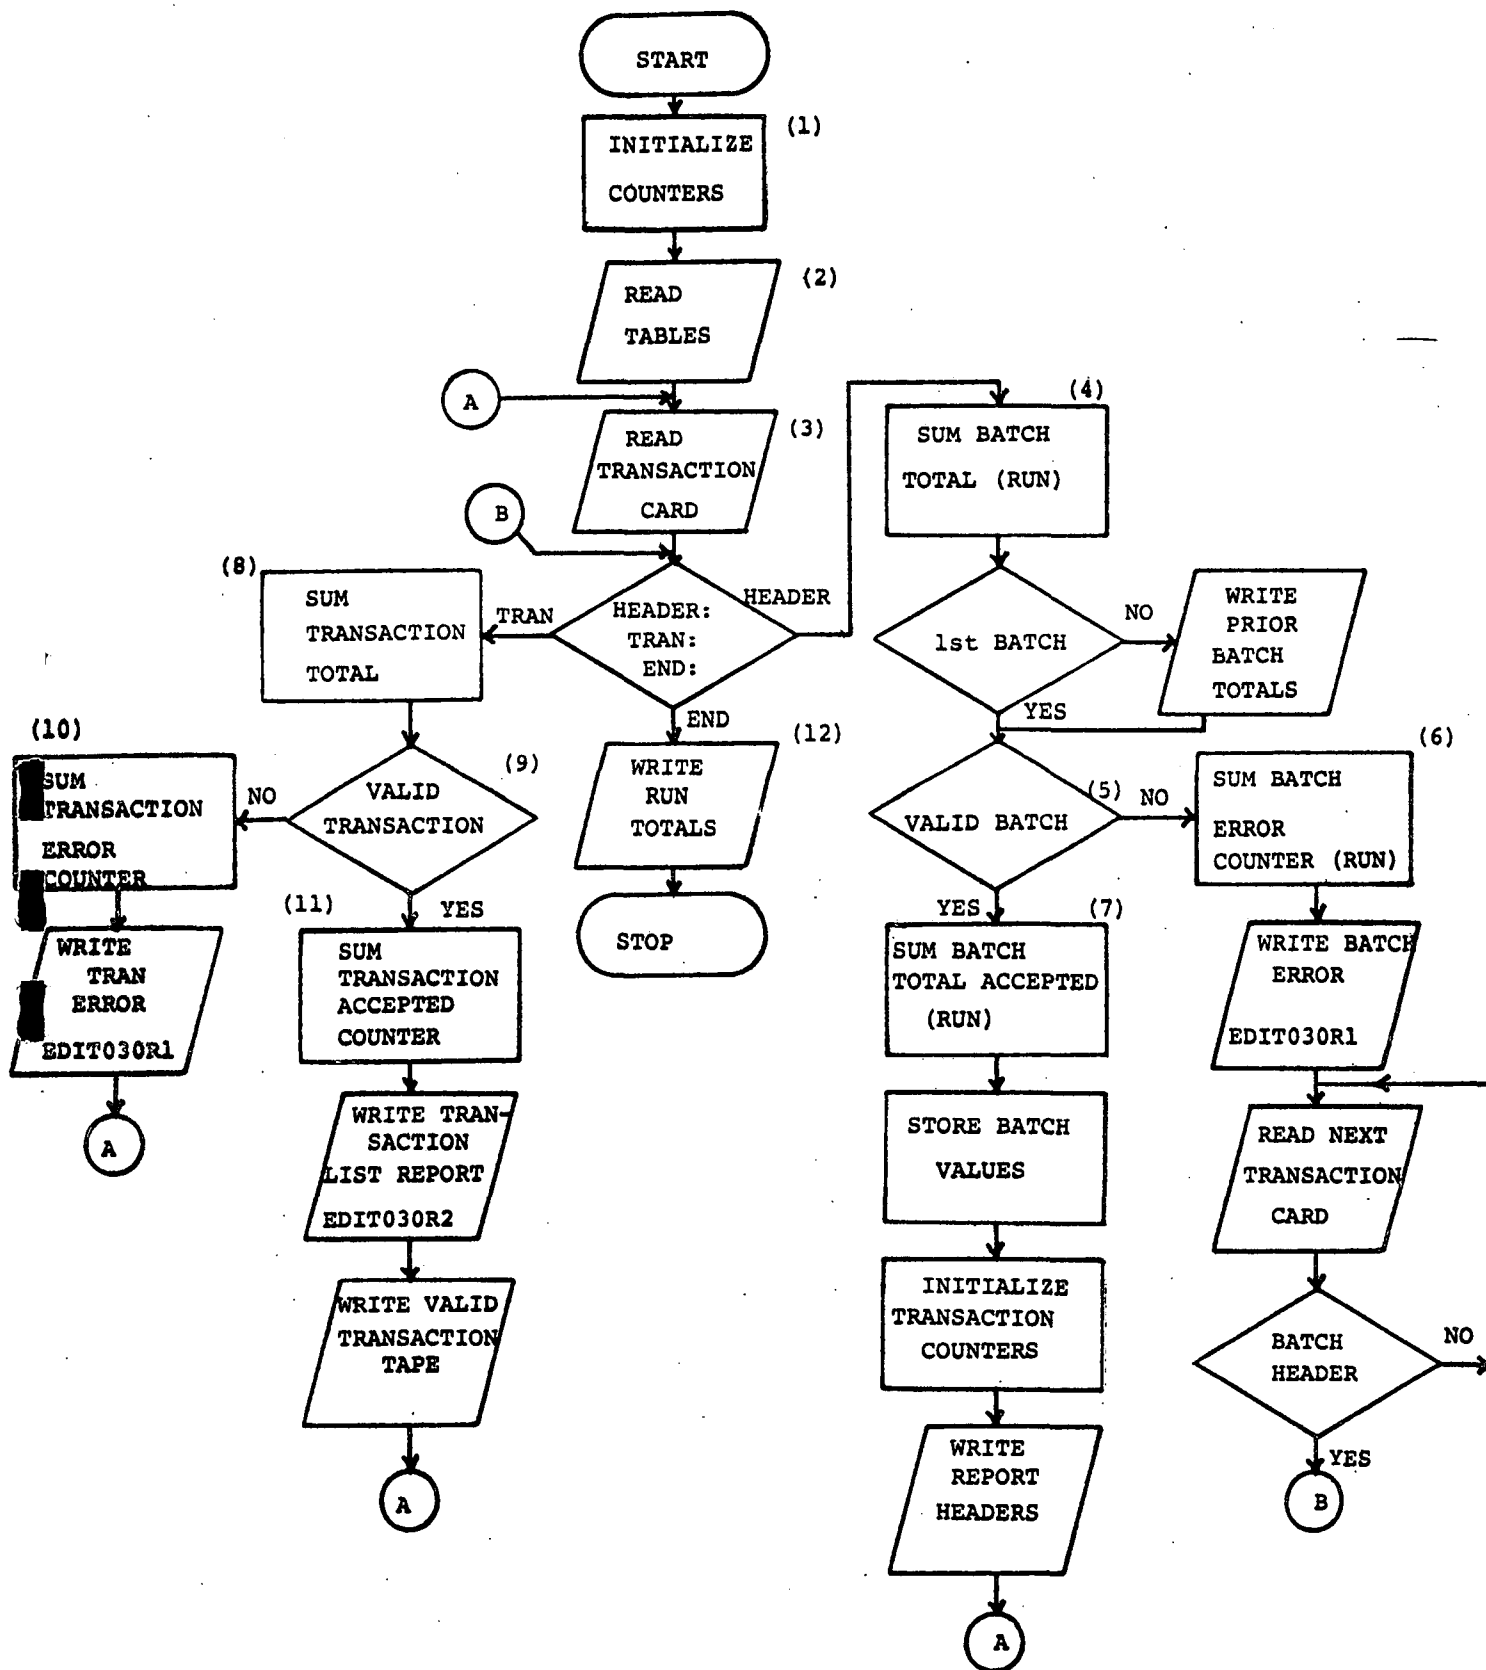 START
(1)
INITIALIZE
COUNTERS
(2)
READ
TABLES
A
(3)
READ
TRANSACTION
CARD
B
HEADER:
TRAN:
END:
TRAN
HEADER
END
(4)
SUM BATCH
TOTAL (RUN)
1st BATCH
NO
YES
WRITE
PRIOR
BATCH
TOTALS
(8)
SUM
TRANSACTION
TOTAL
(9)
VALID
TRANSACTION
NO
YES
(10)
SUM
TRANSACTION
ERROR
COUNTER
WRITE
TRAN
ERROR
EDIT030R1
A
(11)
SUM
TRANSACTION
ACCEPTED
COUNTER
WRITE TRAN-
SACTION
LIST REPORT
EDIT030R2
WRITE VALID
TRANSACTION
TAPE
A
(12)
WRITE
RUN
TOTALS
STOP
(5)
VALID BATCH
NO
YES
(6)
SUM BATCH
ERROR
COUNTER (RUN)
WRITE BATCH
ERROR
EDIT030R1
READ NEXT
TRANSACTION
CARD
BATCH
HEADER
NO
YES
B
(7)
SUM BATCH
TOTAL ACCEPTED
(RUN)
STORE BATCH
VALUES
INITIALIZE
TRANSACTION
COUNTERS
WRITE
REPORT
HEADERS
A